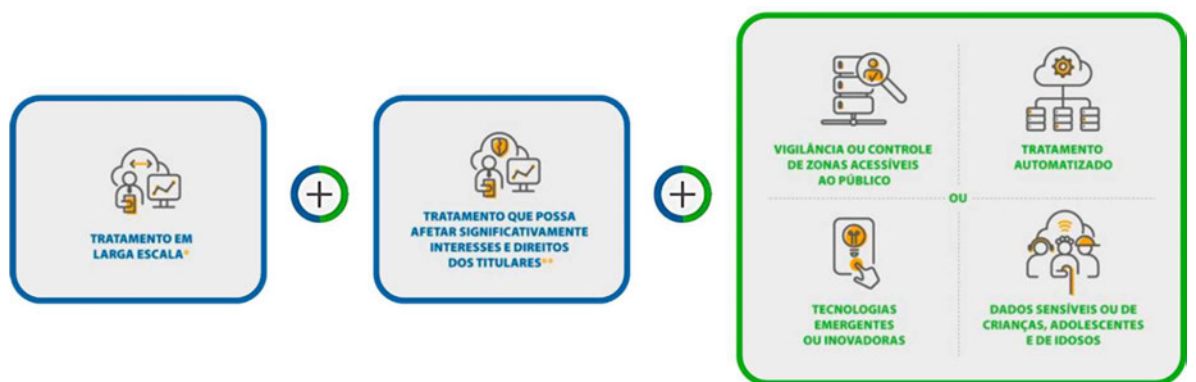 TRATAMENTO EM
LARGA ESCALA*
+
TRATAMENTO QUE POSSA
AFETAR SIGNIFICATIVAMENTE
INTERESSES E DIREITOS
DOS TITULARES**
+
VIGILÂNCIA OU CONTROLE
DE ZONAS ACESSÍVEIS
AO PÚBLICO
TRATAMENTO
AUTOMATIZADO
OU
TECNOLOGIAS
EMERGENTES
OU INOVADORAS
DADOS SENSÍVEIS OU DE
CRIANÇAS, ADOLESCENTES
E DE IDOSOS